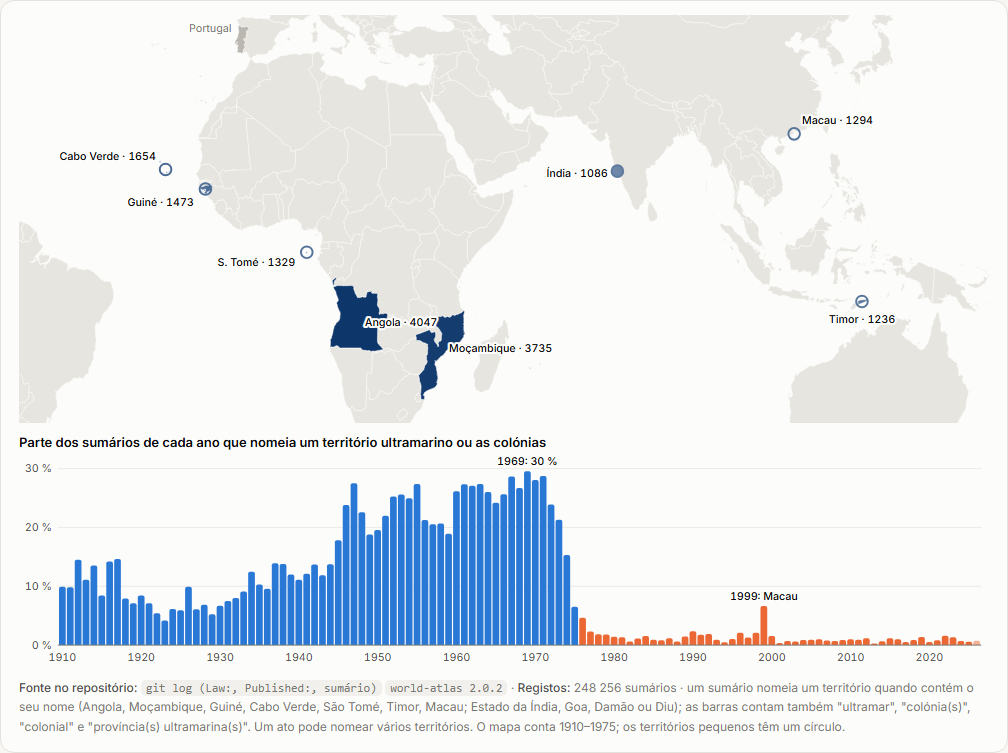 Portugal
Macau · 1294
Cabo Verde · 1654
Índia · 1086
Guiné · 1473
S. Tomé · 1329
Timor · 1236
Angola · 4047
Moçambique · 3735
Parte dos sumários de cada ano que nomeia um território ultramarino ou as colónias
1969: 30 %
30 %
20 %
10 %
1999: Macau
0 %
1910 1920 1930 1940 1950 1960 1970 1980 1990 2000 2010 2020
Fonte no repositório: git log (Law:, Published:, sumário) world-atlas 2.0.2 · Registos: 248 256 sumários · um sumário nomeia um território quando contém o
seu nome (Angola, Moçambique, Guiné, Cabo Verde, São Tomé, Timor, Macau; Estado da Índia, Goa, Damão ou Diu); as barras contam também "ultramar", "colónia(s)",
"colonial" e "província(s) ultramarina(s)". Um ato pode nomear vários territórios. O mapa conta 1910–1975; os territórios pequenos têm um círculo.